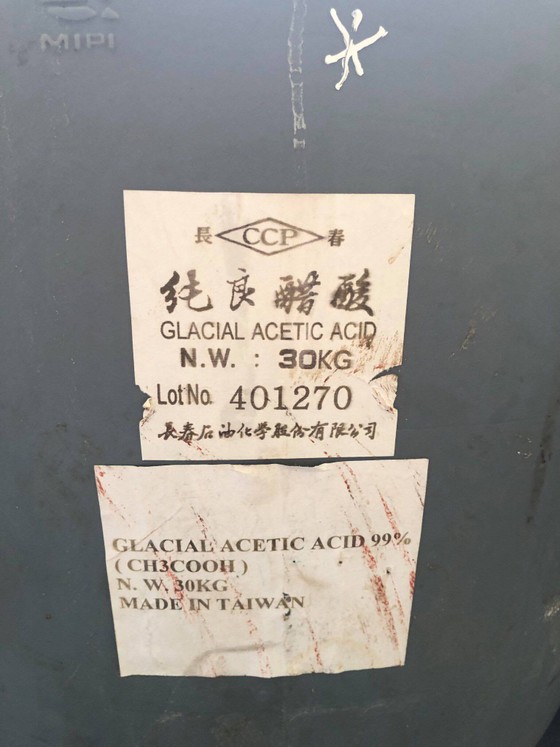 MIPI
長 CCP 春
純良醋酸
GLACIAL ACETIC ACID
N.W. : 30KG
Lot No. 401270
長春石油化學股份有限公司
GLACIAL ACETIC ACID 99%
( CH3COOH )
N. W. 30KG
MADE IN TAIWAN